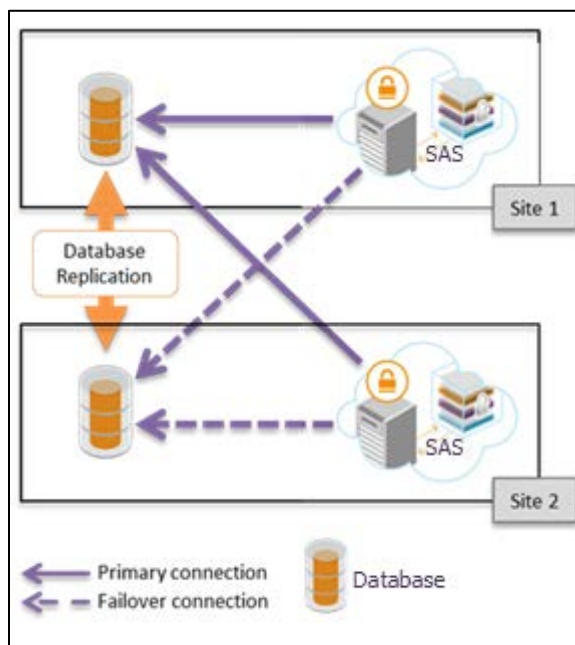 SAS
Site 1
Database
Replication
SAS
Site 2
Primary connection
Failover connection
Database